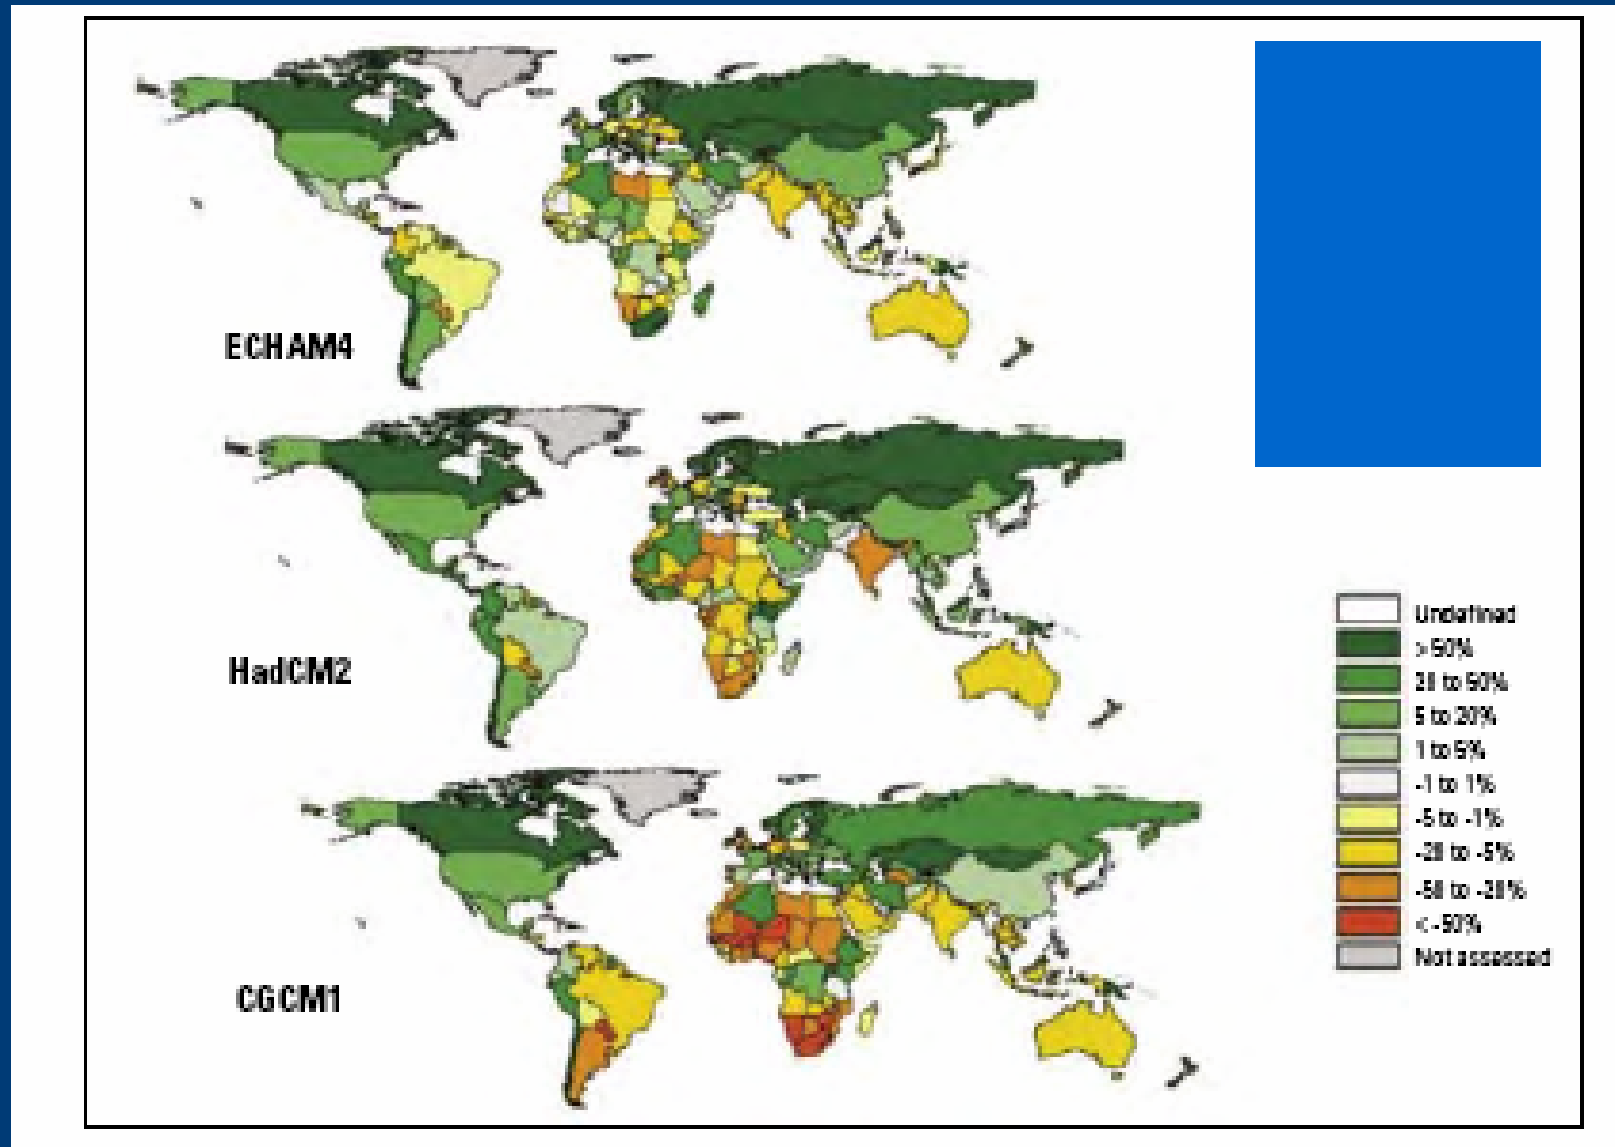 ECHAM4
HadCM2
CGCM1
Undefined
> 50%
20 to 50%
5 to 20%
1 to 5%
-1 to 1%
-5 to -1%
-20 to -5%
-50 to -20%
< -50%
Not assessed